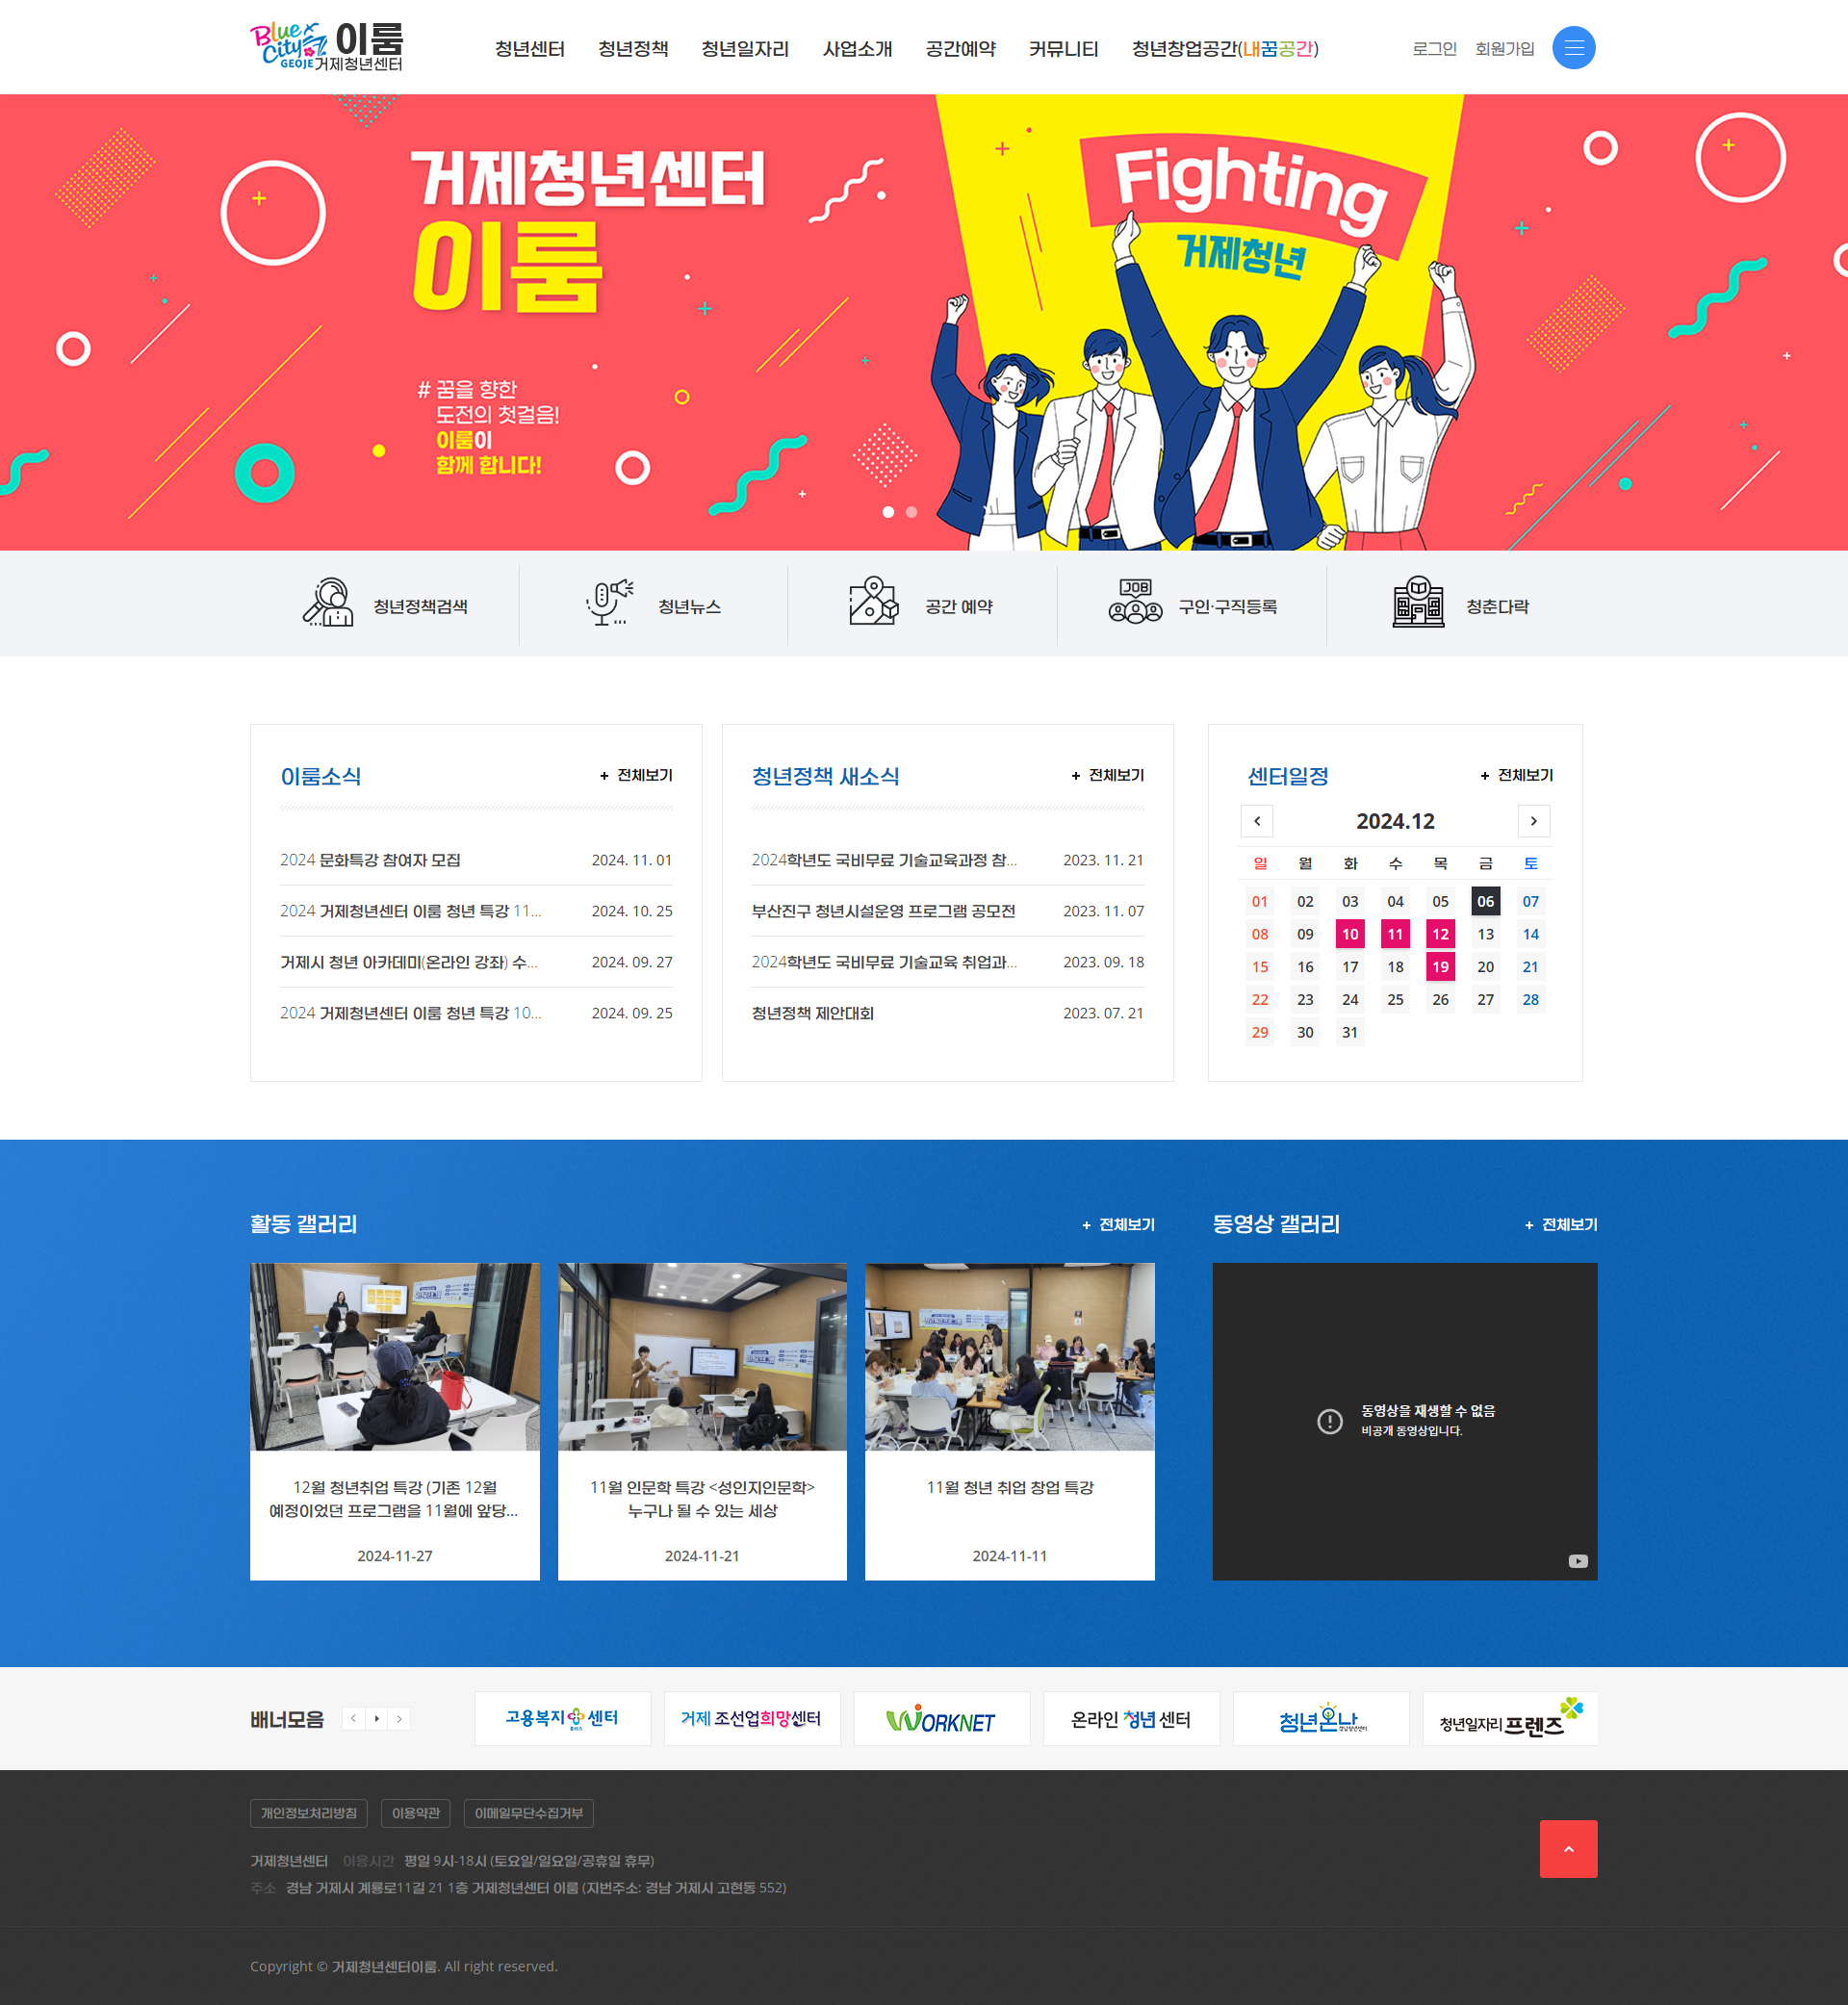 Blue City GEOJE 이룸
거제청년센터
청년센터 청년정책 청년일자리 사업소개 공간예약 커뮤니티 청년창업공간(내꿈공간)
로그인 회원가입
거제청년센터
이룸
# 꿈을 향한
도전의 첫걸음!
이룸이
함께 합니다!
Fighting
거제청년
청년정책검색
청년뉴스
공간 예약
JOB
구인·구직등록
청춘다락
이룸소식
+ 전체보기
2024 문화특강 참여자 모집 2024. 11. 01
2024 거제청년센터 이룸 청년 특강 11... 2024. 10. 25
거제시 청년 아카데미(온라인 강좌) 수... 2024. 09. 27
2024 거제청년센터 이룸 청년 특강 10... 2024. 09. 25
청년정책 새소식
+ 전체보기
2024학년도 국비무료 기술교육과정 참... 2023. 11. 21
부산진구 청년시설운영 프로그램 공모전 2023. 11. 07
2024학년도 국비무료 기술교육 취업과... 2023. 09. 18
청년정책 제안대회 2023. 07. 21
센터일정
+ 전체보기
2024.12
일 월 화 수 목 금 토
01 02 03 04 05 06 07
08 09 10 11 12 13 14
15 16 17 18 19 20 21
22 23 24 25 26 27 28
29 30 31
활동 갤러리
+ 전체보기
12월 청년취업 특강 (기존 12월
예정이었던 프로그램을 11월에 앞당...
2024-11-27
11월 인문학 특강 <성인지인문학>
누구나 될 수 있는 세상
2024-11-21
11월 청년 취업 창업 특강
2024-11-11
동영상 갤러리
+ 전체보기
동영상을 재생할 수 없음
비공개 동영상입니다.
배너모음
고용복지 센터
거제 조선업희망센터
WORKNET
온라인 청년 센터
청년온나
청년일자리 프렌즈
개인정보처리방침 이용약관 이메일무단수집거부
거제청년센터 이용시간 평일 9시-18시 (토요일/일요일/공휴일 휴무)
주소 경남 거제시 계룡로11길 21 1층 거제청년센터 이룸 (지번주소: 경남 거제시 고현동 552)
Copyright © 거제청년센터이룸. All right reserved.